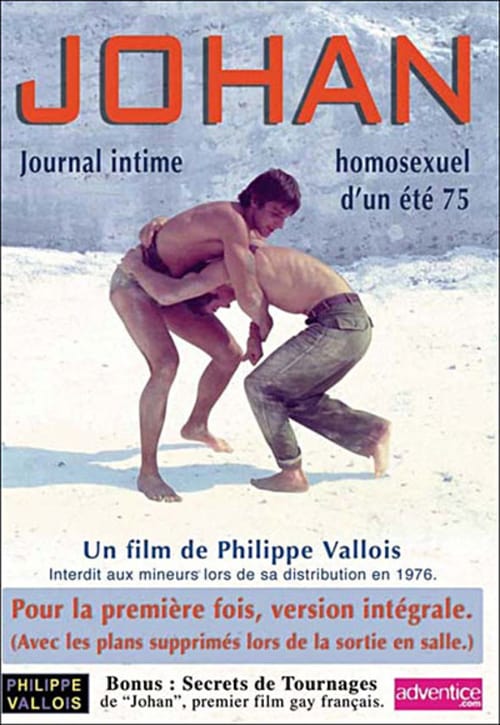 JOHAN
Journal intime homosexuel
d'un été 75
Un film de Philippe Vallois
Interdit aux mineurs lors de sa distribution en 1976.
Pour la première fois, version intégrale.
(Avec les plans supprimés lors de la sortie en salle.)
PHILIPPE
VALLOIS
Bonus : Secrets de Tournages
de “Johan”, premier film gay français.
adventice
.com